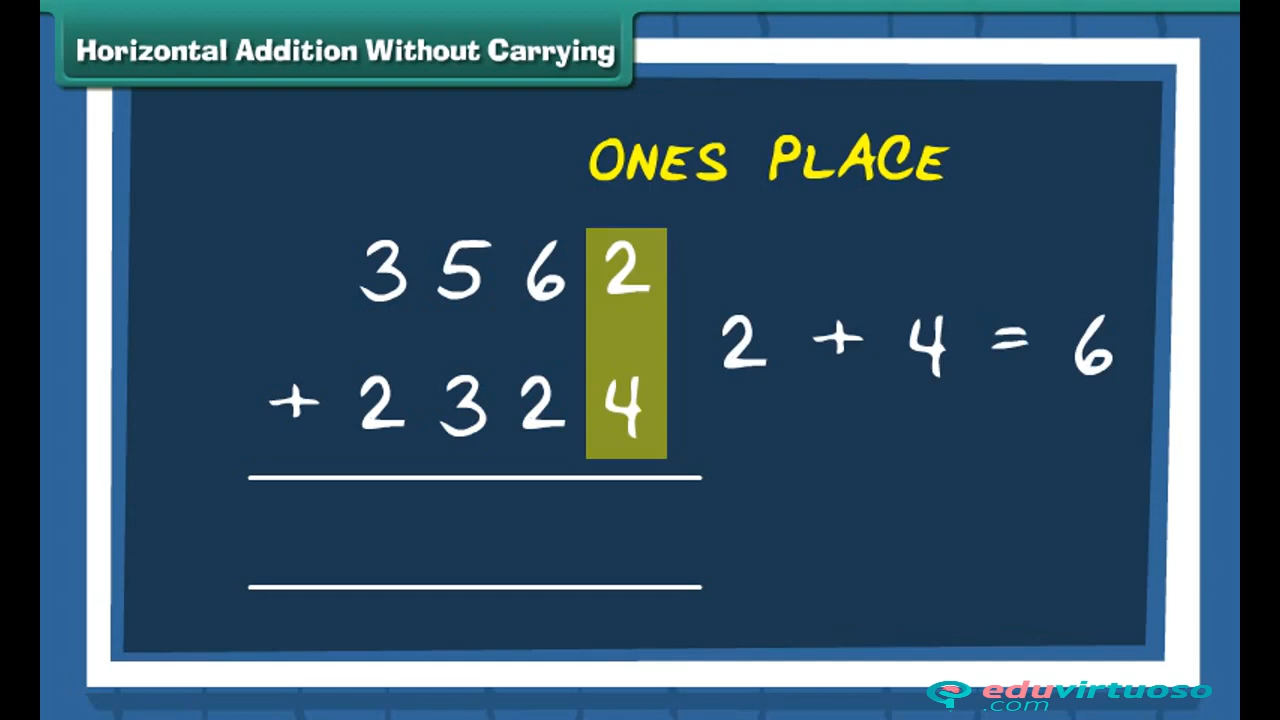 Horizontal Addition Without Carrying
ONES PLACE
3 5 6 2
2 + 4 = 6
+ 2 3 2 4
eduvirtuoso
.com